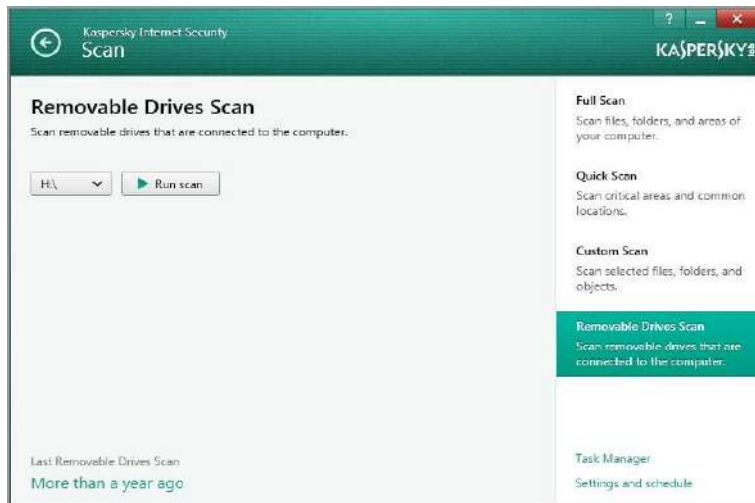 Kaspersky Internet Security
Scan
?
KASPERSKY
Removable Drives Scan
Scan removable drives that are connected to the computer.
H:\
Run scan
Last Removable Drives Scan
More than a year ago
Full Scan
Scan files, folders, and areas of
your computer.
Quick Scan
Scan critical areas and common
locations.
Custom Scan
Scan selected files, folders, and
objects.
Removable Drives Scan
Scan removable drives that are
connected to the computer.
Task Manager
Settings and schedule